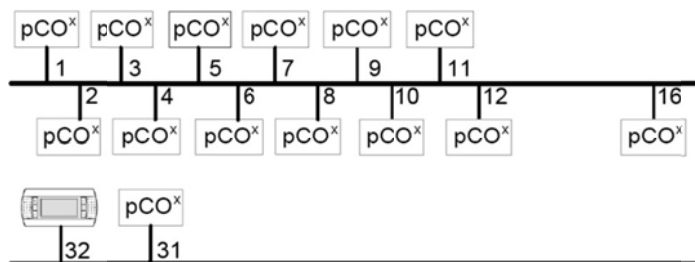 pCOˣ pCOˣ pCOˣ pCOˣ pCOˣ pCOˣ
1 3 5 7 9 11
2 4 6 8 10 12 16
pCOˣ pCOˣ pCOˣ pCOˣ pCOˣ pCOˣ pCOˣ
pCOˣ
32 31